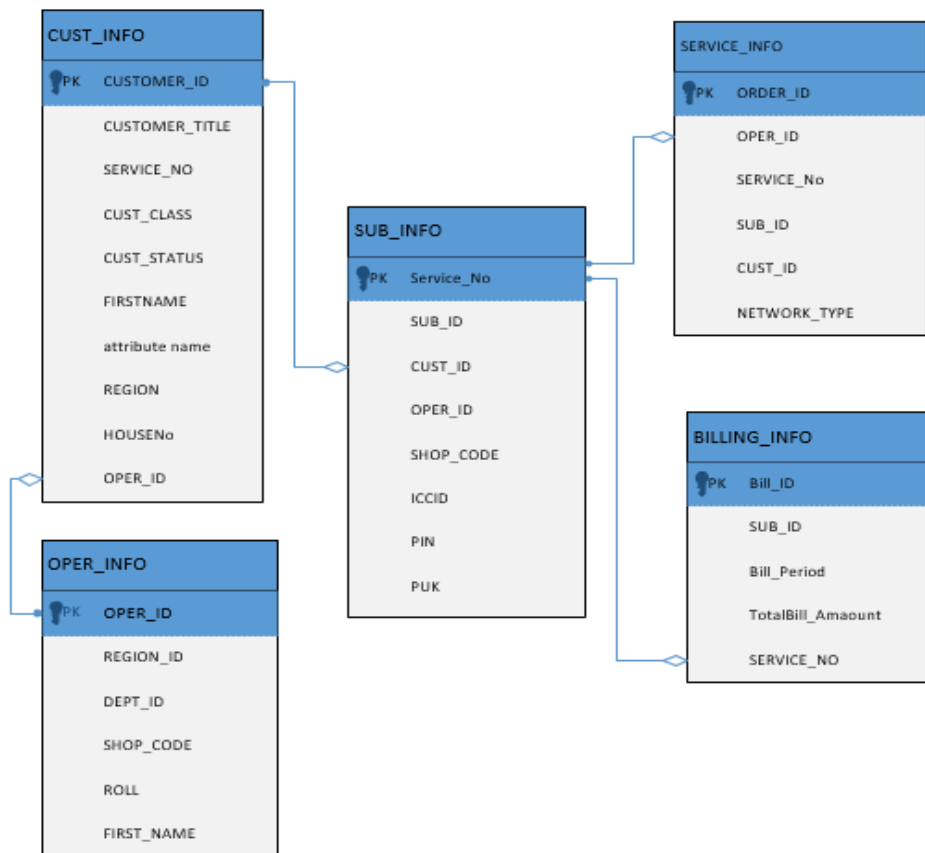 CUST_INFO
PK CUSTOMER_ID
CUSTOMER_TITLE
SERVICE_NO
CUST_CLASS
CUST_STATUS
FIRSTNAME
attribute name
REGION
HOUSENo
OPER_ID
OPER_INFO
PK OPER_ID
REGION_ID
DEPT_ID
SHOP_CODE
ROLL
FIRST_NAME
SUB_INFO
PK Service_No
SUB_ID
CUST_ID
OPER_ID
SHOP_CODE
ICCID
PIN
PUK
SERVICE_INFO
PK ORDER_ID
OPER_ID
SERVICE_No
SUB_ID
CUST_ID
NETWORK_TYPE
BILLING_INFO
PK Bill_ID
SUB_ID
Bill_Period
TotalBill_Amaount
SERVICE_NO